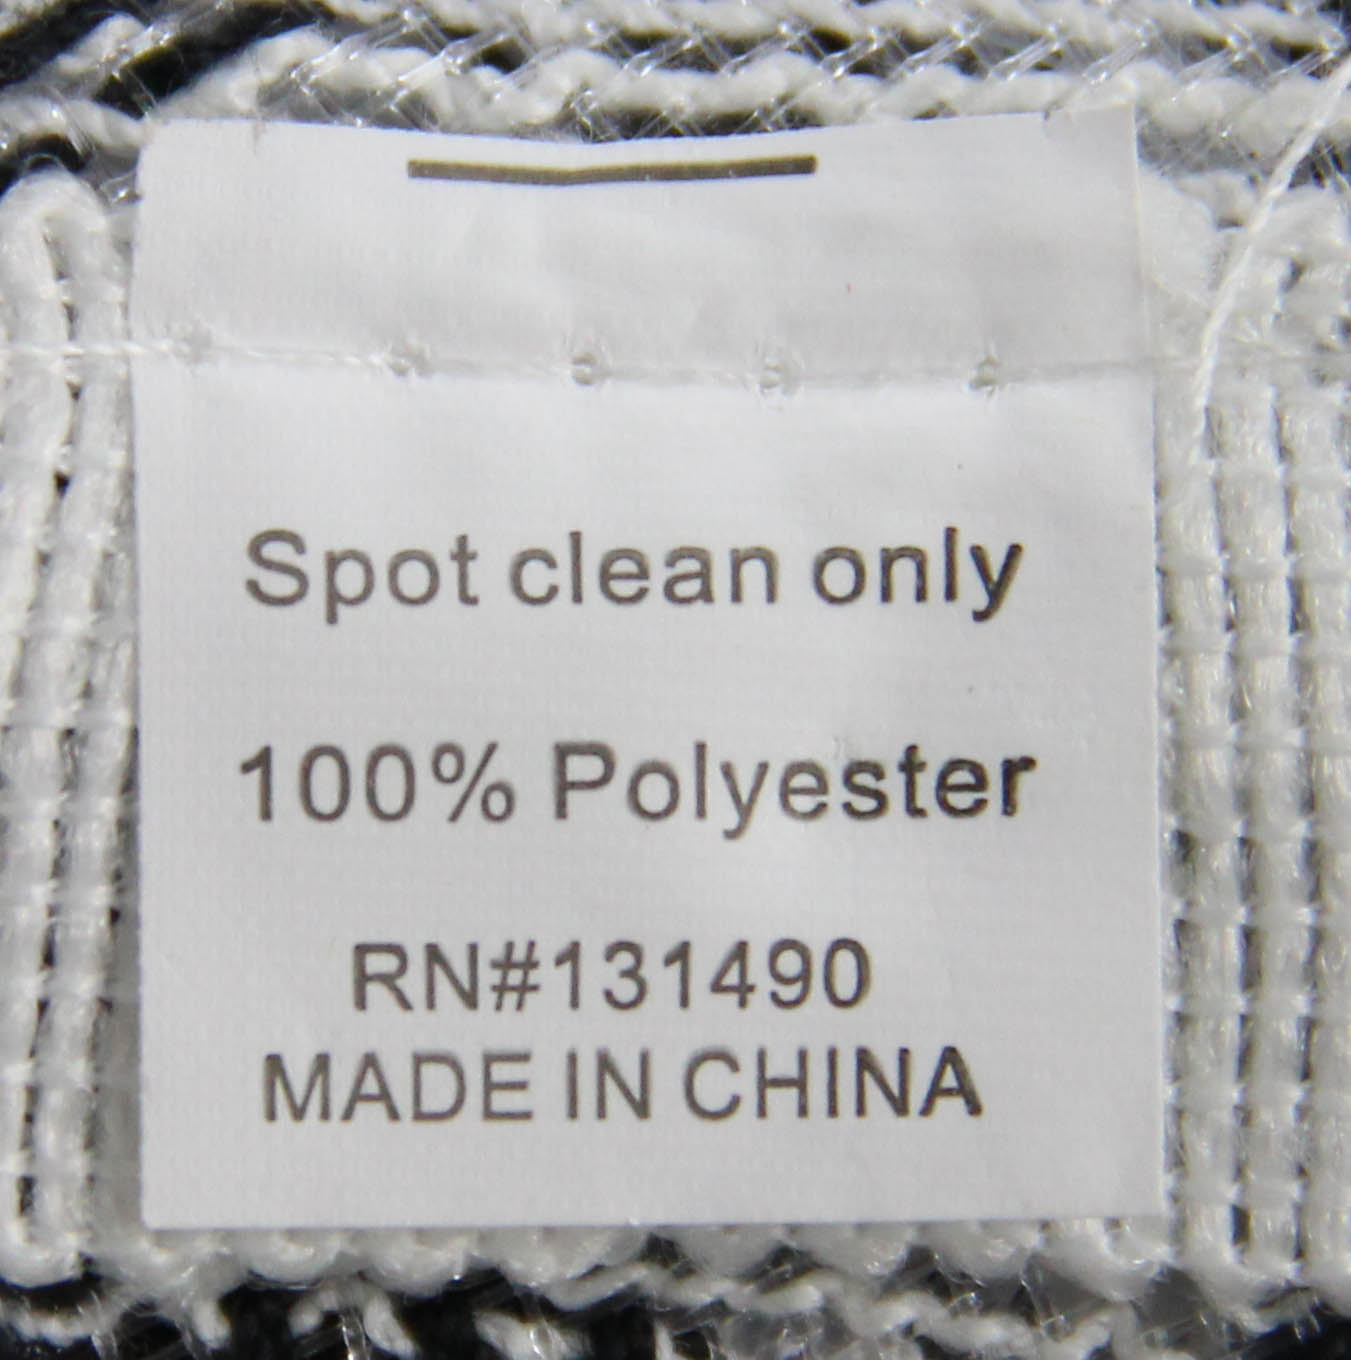 Spot clean only
100% Polyester
RN#131490
MADE IN CHINA